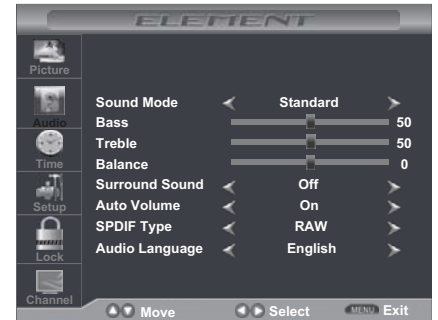 ELEMENT
Picture
Audio
Time
Setup
Lock
Channel
Sound Mode Standard
Bass 50
Treble 50
Balance 0
Surround Sound Off
Auto Volume On
SPDIF Type RAW
Audio Language English
Move Select MENU Exit